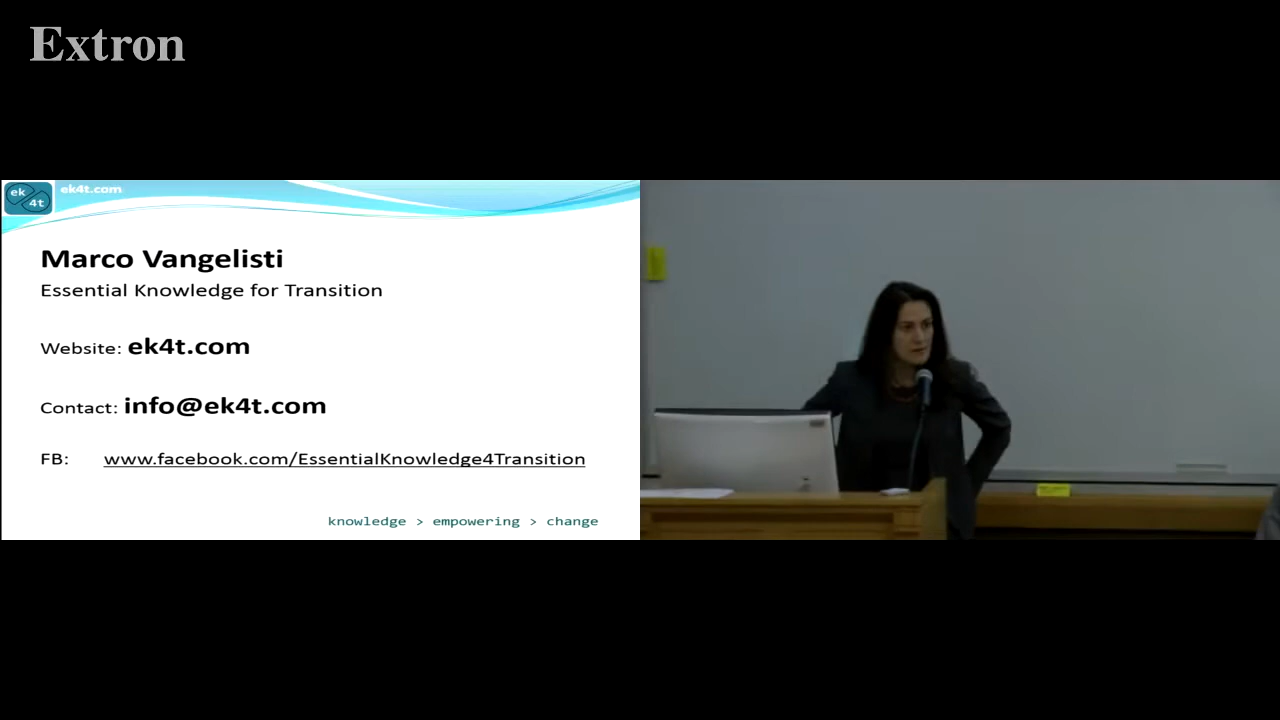 Extron
ek
4t
ek4t.com
Marco Vangelisti
Essential Knowledge for Transition
Website: ek4t.com
Contact: info@ek4t.com
FB: www.facebook.com/EssentialKnowledge4Transition
knowledge > empowering > change